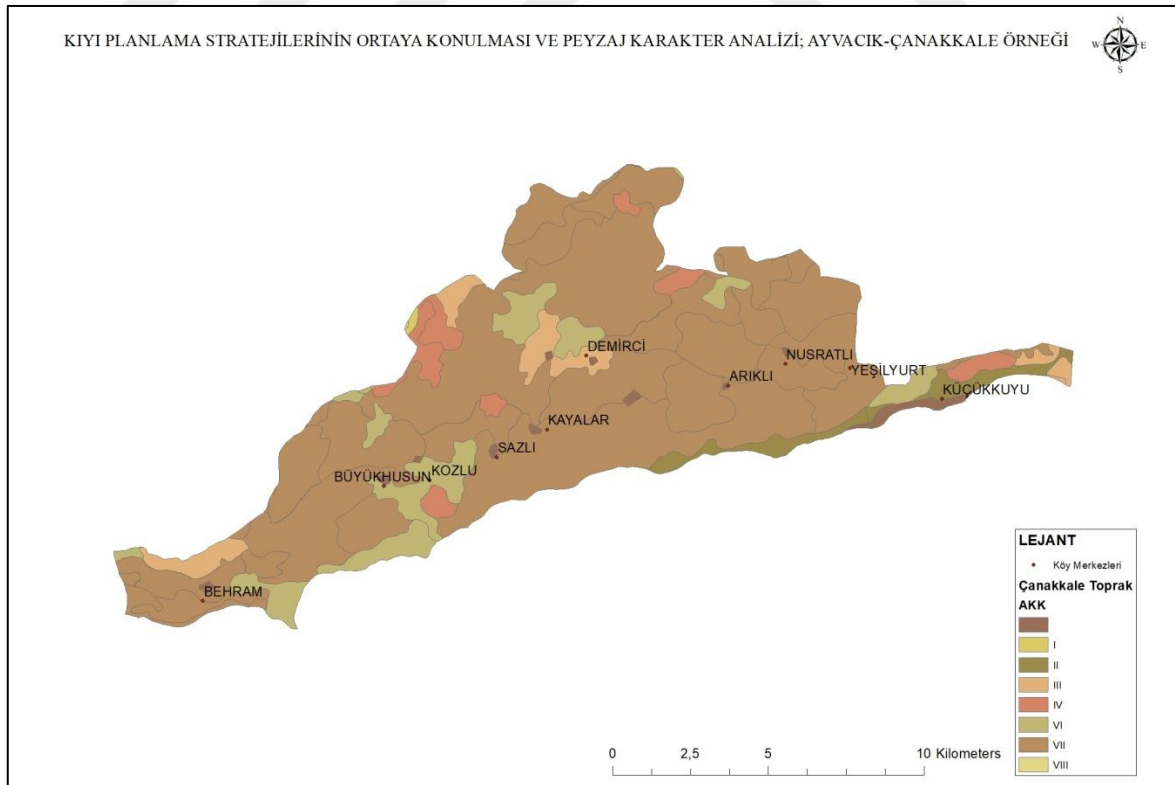 KIYI PLANLAMA STRATEJİLERİNİN ORTAYA KONULMASI VE PEYZAJ KARAKTER ANALİZİ; AYVACIK-ÇANAKKALE ÖRNEĞİ
N
W E
S
DEMİRCİ
NUSRATLI
YEŞİLYURT
ARIKLI
KÜÇÜKKUYU
KAYALAR
SAZLI
KOZLU
BÜYÜKHUSUN
BEHRAM
LEJANT
Köy Merkezleri
Çanakkale Toprak
AKK
I
II
III
IV
VI
VII
VIII
0 2,5 5 10 Kilometers